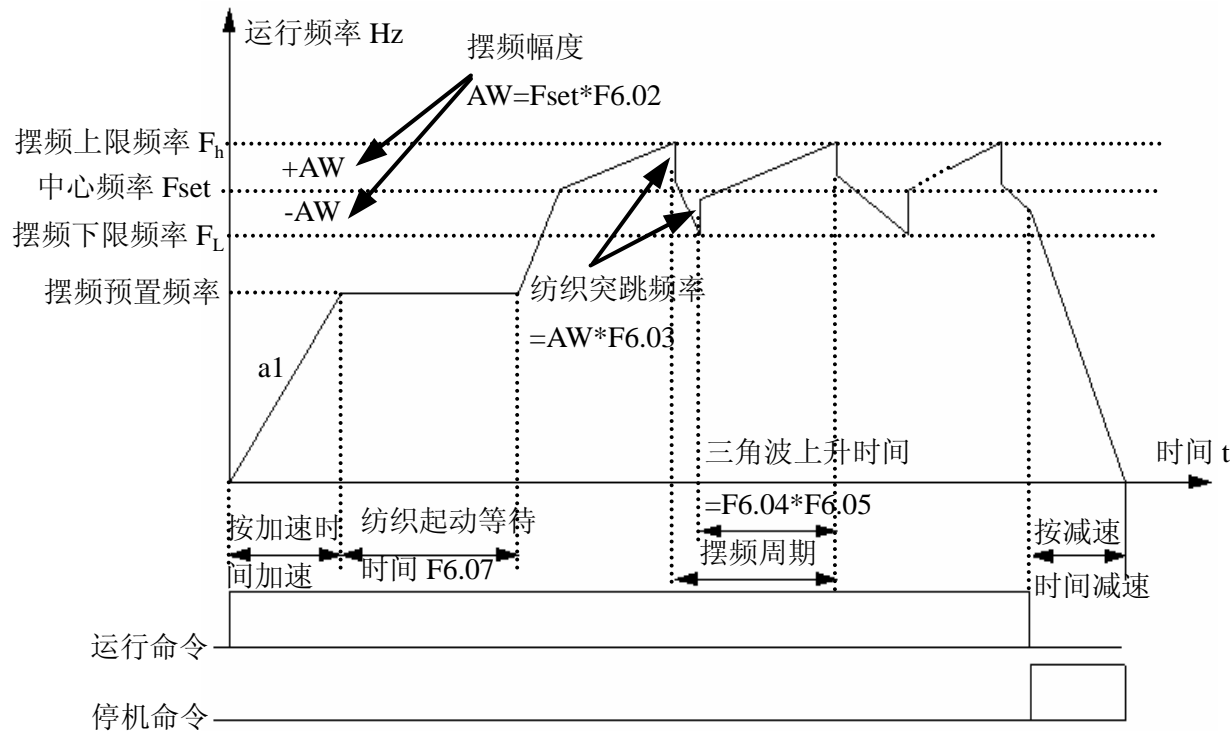 运行频率 Hz
摆频幅度
AW=Fset*F6.02
摆频上限频率 Fh
+AW
中心频率 Fset
-AW
摆频下限频率 FL
摆频预置频率
纺织突跳频率
=AW*F6.03
a1
三角波上升时间
=F6.04*F6.05
时间 t
按加速时
间加速
纺织起动等待
时间 F6.07
摆频周期
按减速
时间减速
运行命令
停机命令